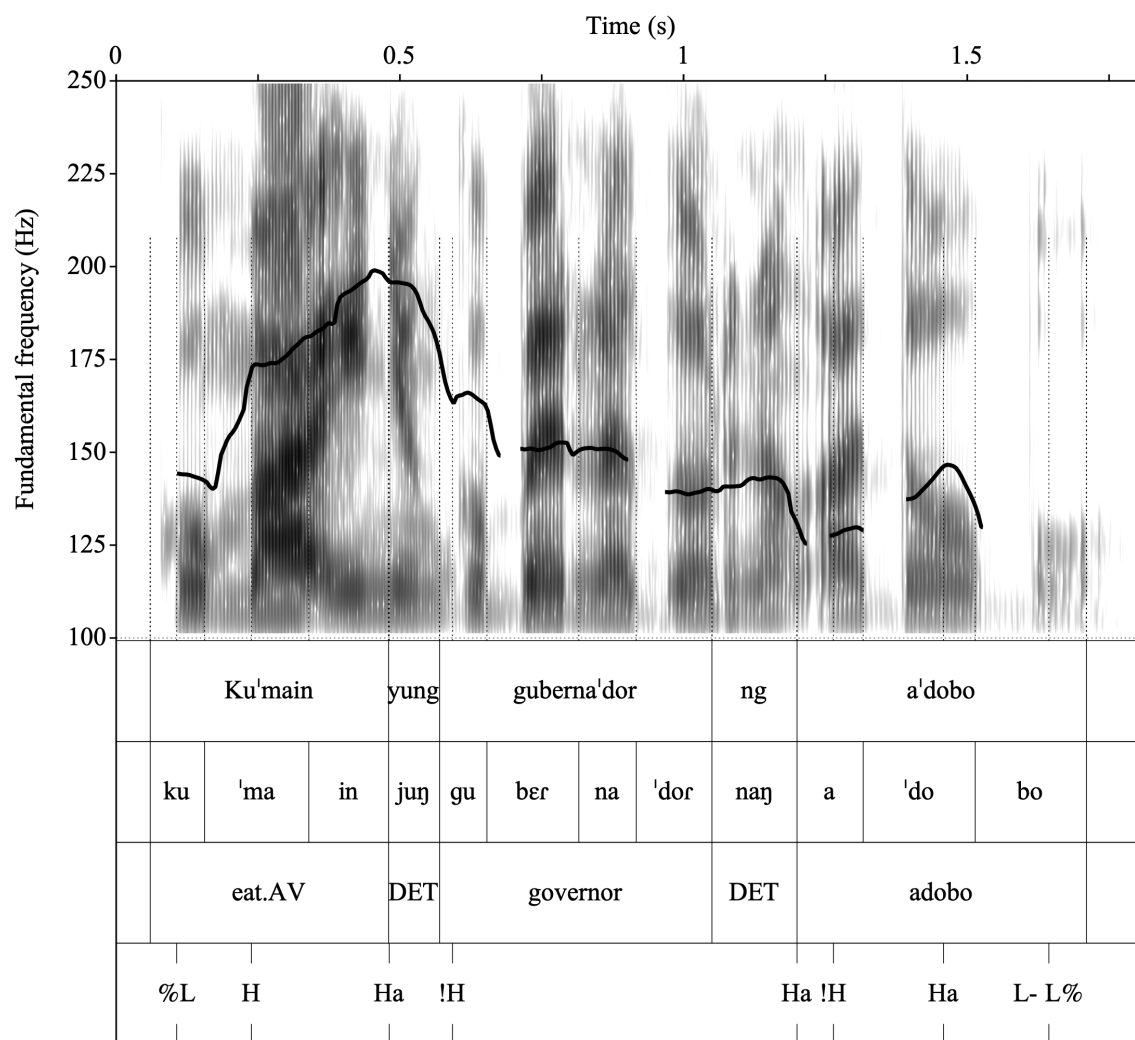 Time (s)
0 0.5 1 1.5
Fundamental frequency (Hz)
250
225
200
175
150
125
100
Kuˈmain yung gubernaˈdor ng aˈdobo
ku ˈma in juŋ ɡu bɛɾ na ˈdoɾ naŋ a ˈdo bo
eat.AV DET governor DET adobo
%L H Ha !H Ha !H Ha L- L%